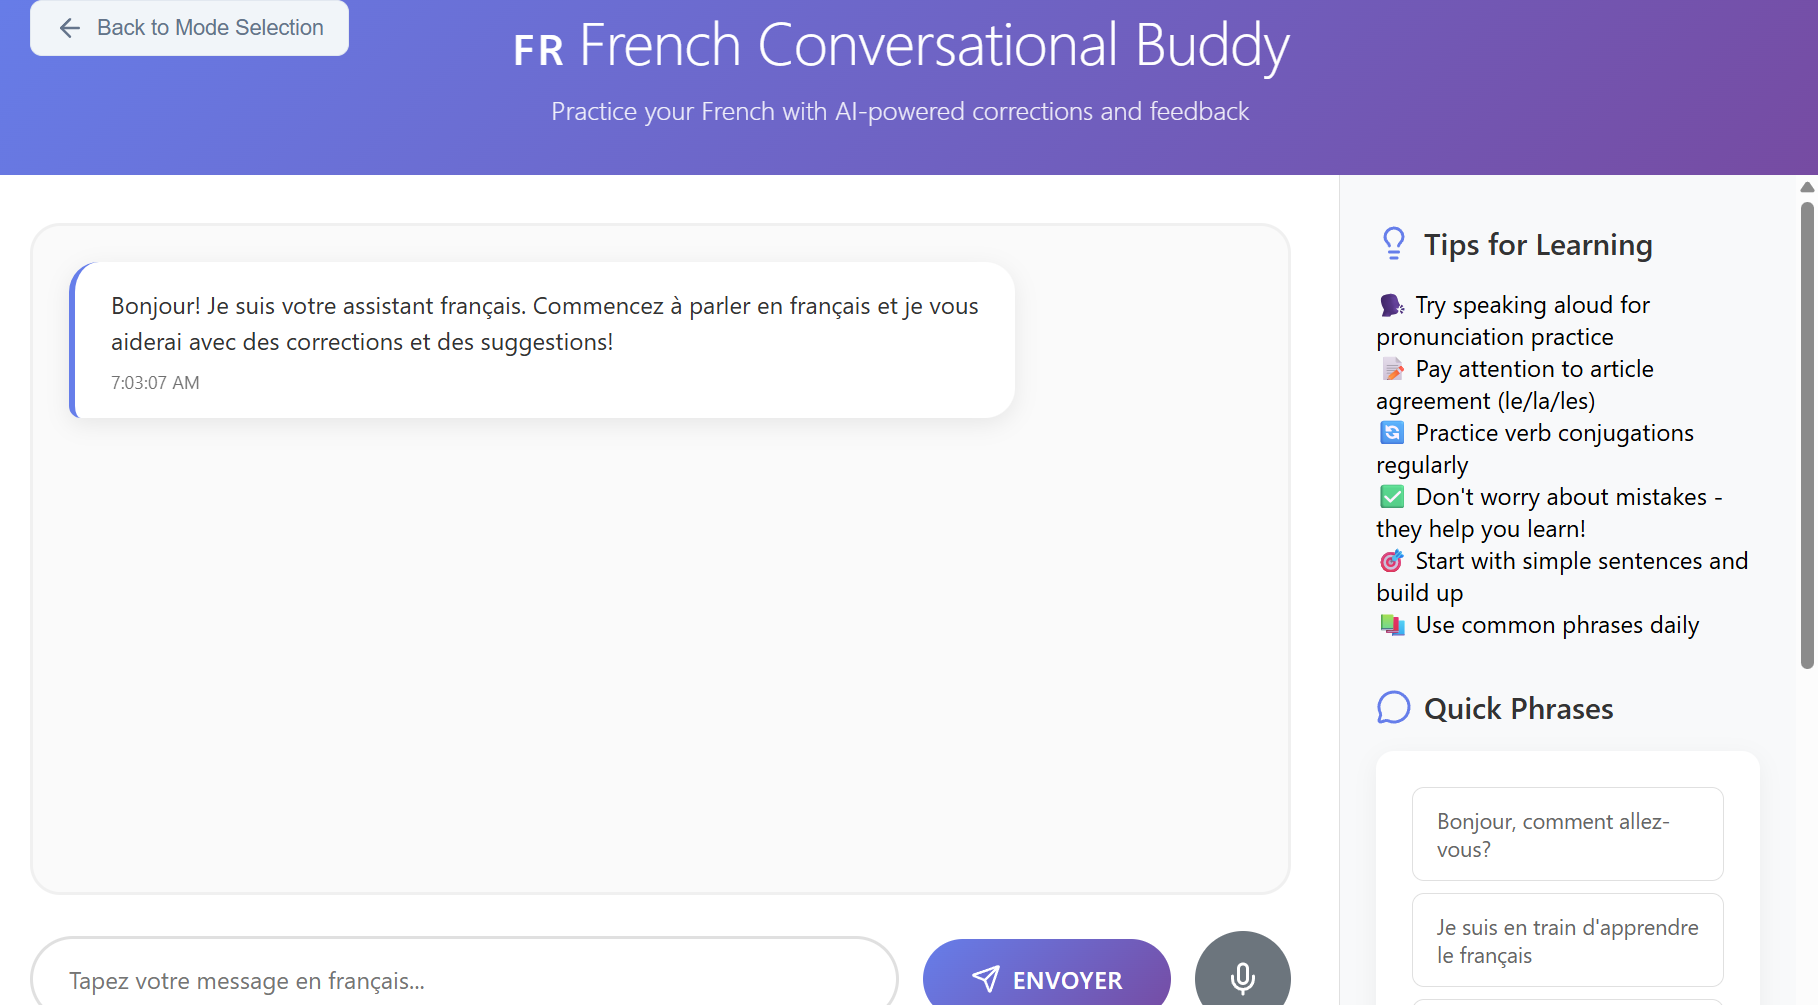 Back to Mode Selection
FR French Conversational Buddy
Practice your French with AI-powered corrections and feedback
Bonjour! Je suis votre assistant français. Commencez à parler en français et je vous
aiderai avec des corrections et des suggestions!
7:03:07 AM
Tapez votre message en français...
ENVOYER
Tips for Learning
Try speaking aloud for
pronunciation practice
Pay attention to article
agreement (le/la/les)
Practice verb conjugations
regularly
Don't worry about mistakes -
they help you learn!
Start with simple sentences and
build up
Use common phrases daily
Quick Phrases
Bonjour, comment allez-
vous?
Je suis en train d'apprendre
le français